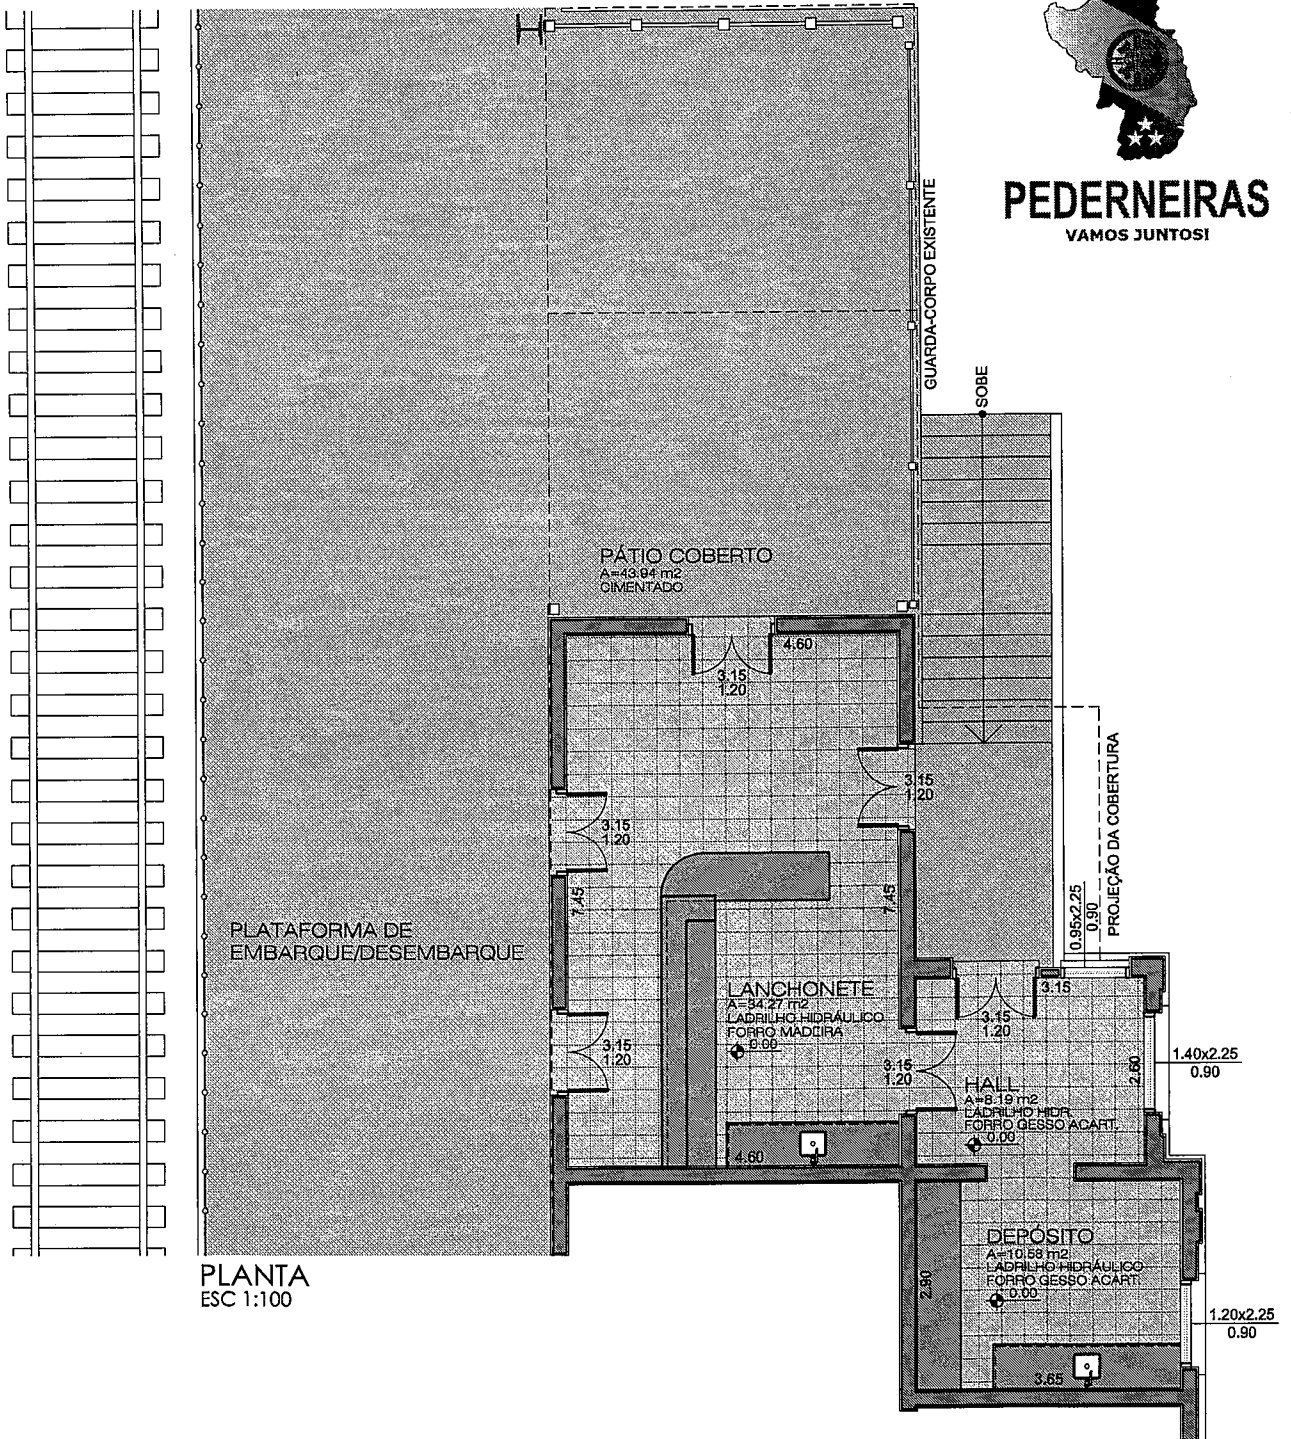 PEDERNEIRAS
VAMOS JUNTOS!
GUARDA-CORPO EXISTENTE
SOBE
PÁTIO COBERTO
A=43.94 m2
CIMENTADO
4.60
3.15
1.20
3.15
1.20
3.15
1.20
PROJEÇÃO DA COBERTURA
7.45
7.45
0.95x2.25
0.90
PLATAFORMA DE
EMBARQUE/DESEMBARQUE
LANCHONETE
A=34.27 m2
LADRILHO HIDRÁULICO
FORRO MADEIRA
0.00
3.15
3.15
1.20
3.15
1.20
3.15
1.20
2.60
1.40x2.25
0.90
HALL
A=8.19 m2
LADRILHO HIDR.
FORRO GESSO ACART.
0.00
4.60
DEPÓSITO
A=10.58 m2
LADRILHO HIDRÁULICO
FORRO GESSO ACART.
0.00
2.90
1.20x2.25
0.90
3.65
PLANTA
ESC 1:100